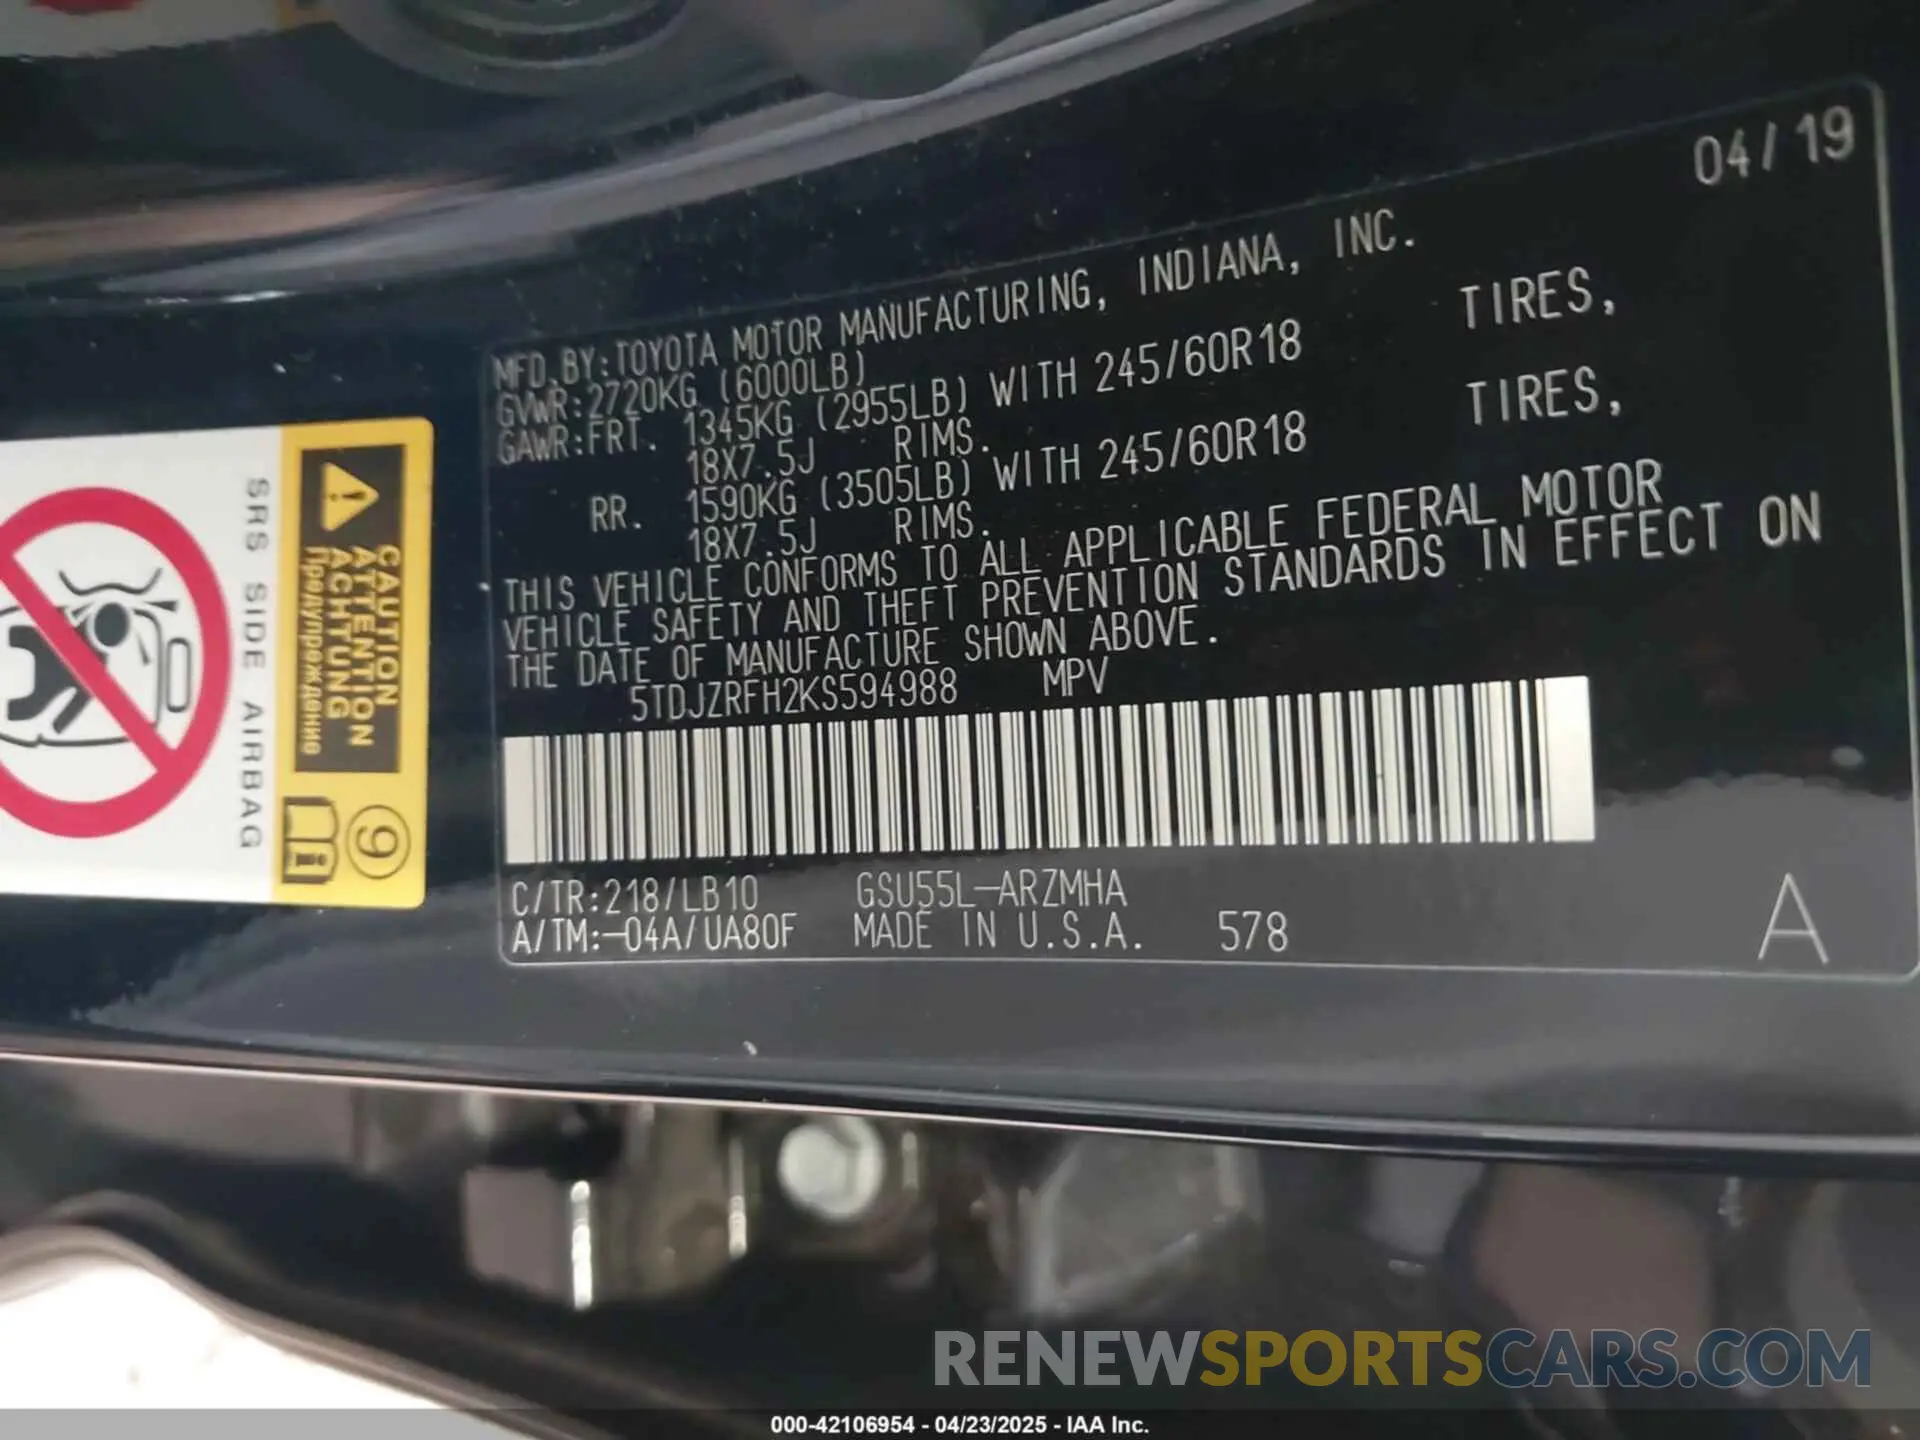 04/19
MFD.BY:TOYOTA MOTOR MANUFACTURING, INDIANA, INC.
GVWR:2720KG (6000LB)
GAWR:FRT. 1345KG (2955LB) WITH 245/60R18 TIRES,
18X7.5J RIMS.
RR. 1590KG (3505LB) WITH 245/60R18 TIRES,
18X7.5J RIMS.
THIS VEHICLE CONFORMS TO ALL APPLICABLE FEDERAL MOTOR
VEHICLE SAFETY AND THEFT PREVENTION STANDARDS IN EFFECT ON
THE DATE OF MANUFACTURE SHOWN ABOVE.
5TDJZRFH2KS594988 MPV
C/TR:218/LB10 GSU55L-ARZMHA
A/TM:-04A/UA80F MADE IN U.S.A. 578 A
CAUTION
ATTENTION
ACHTUNG
Предупреждение
SRS SIDE AIRBAG
9
RENEWSPORTSCARS.COM
000-42106954 - 04/23/2025 - IAA Inc.